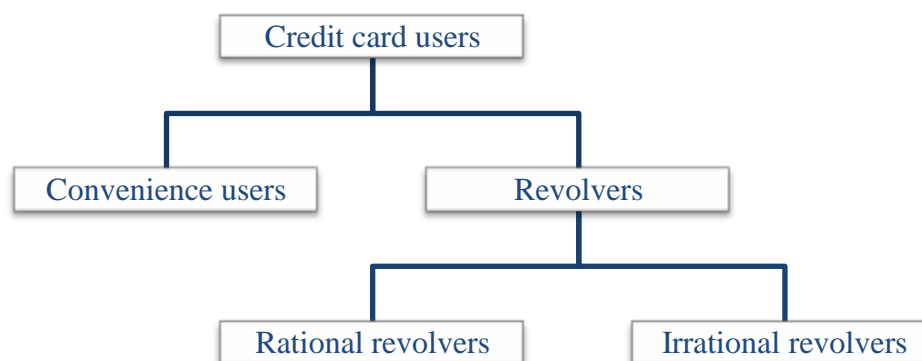 Credit card users
Convenience users
Revolvers
Rational revolvers
Irrational revolvers